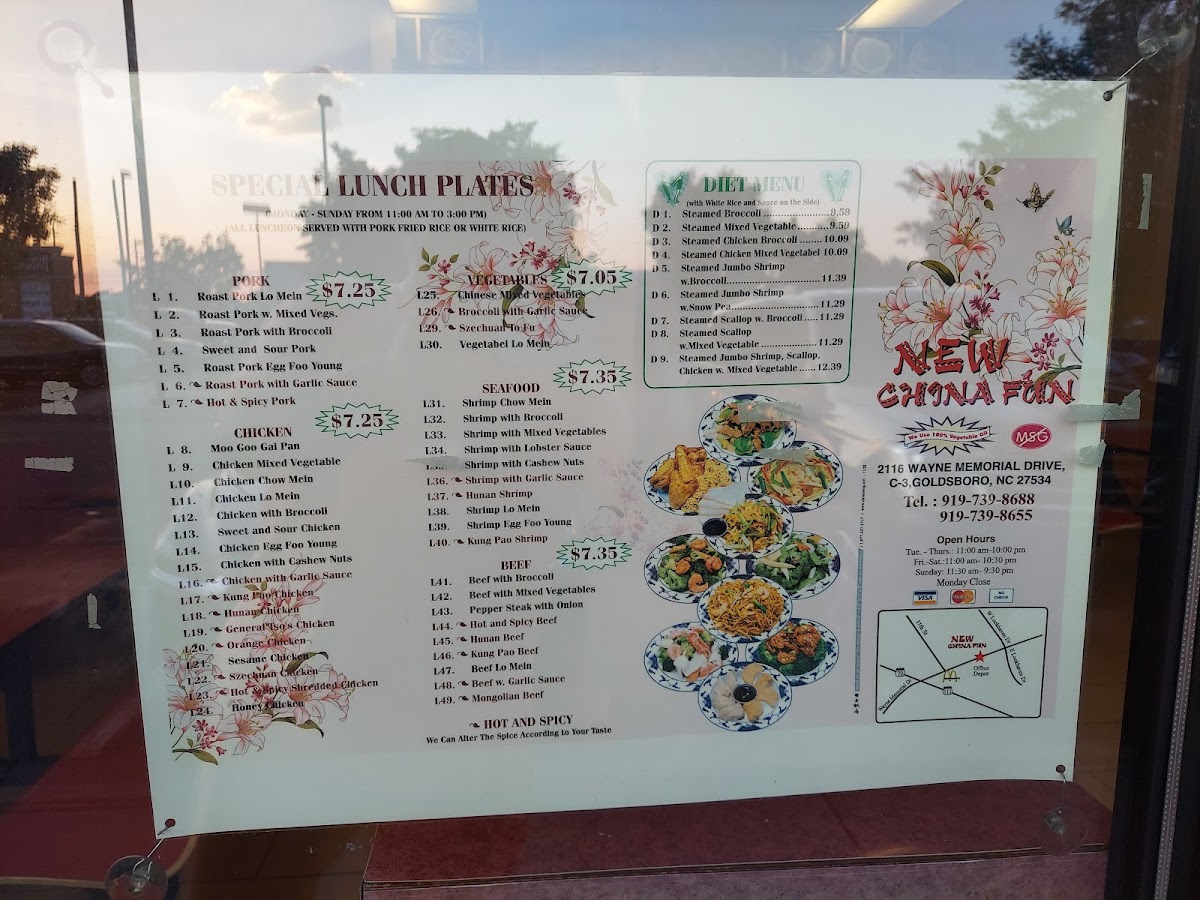 SPECIAL LUNCH PLATES
(MONDAY - SUNDAY FROM 11:00 AM TO 3:00 PM)
(ALL LUNCHEON SERVED WITH PORK FRIED RICE OR WHITE RICE)
PORK $7.25
L 1. Roast Pork Lo Mein
L 2. Roast Pork w. Mixed Vegs.
L 3. Roast Pork with Broccoli
L 4. Sweet and Sour Pork
L 5. Roast Pork Egg Foo Young
L 6. Roast Pork with Garlic Sauce
L 7. Hot & Spicy Pork
CHICKEN $7.25
L 8. Moo Goo Gai Pan
L 9. Chicken Mixed Vegetable
L10. Chicken Chow Mein
L11. Chicken Lo Mein
L12. Chicken with Broccoli
L13. Sweet and Sour Chicken
L14. Chicken Egg Foo Young
L15. Chicken with Cashew Nuts
L16. Chicken with Garlic Sauce
L17. Kung Pao Chicken
L18. Hunan Chicken
L19. General Tso's Chicken
L20. Orange Chicken
L21. Sesame Chicken
L22. Szechuan Chicken
L23. Hot & Spicy Shredded Chicken
L24. Honey Chicken
VEGETABLES $7.05
L25. Chinese Mixed Vegetables
L26. Broccoli with Garlic Sauce
L29. Szechuan To Fu
L30. Vegetabel Lo Mein
SEAFOOD $7.35
L31. Shrimp Chow Mein
L32. Shrimp with Broccoli
L33. Shrimp with Mixed Vegetables
L34. Shrimp with Lobster Sauce
L35. Shrimp with Cashew Nuts
L36. Shrimp with Garlic Sauce
L37. Hunan Shrimp
L38. Shrimp Lo Mein
L39. Shrimp Egg Foo Young
L40. Kung Pao Shrimp
BEEF $7.35
L41. Beef with Broccoli
L42. Beef with Mixed Vegetables
L43. Pepper Steak with Onion
L44. Hot and Spicy Beef
L45. Hunan Beef
L46. Kung Pao Beef
L47. Beef Lo Mein
L48. Beef w. Garlic Sauce
L49. Mongolian Beef
HOT AND SPICY
We Can Alter The Spice According to Your Taste
DIET MENU
(with White Rice and Sauce on the Side)
D 1. Steamed Broccoli ..................9.59
D 2. Steamed Mixed Vegetable..........9.59
D 3. Steamed Chicken Broccoli ........10.09
D 4. Steamed Chicken Mixed Vegetabel 10.09
D 5. Steamed Jumbo Shrimp
w.Broccoli................................11.39
D 6. Steamed Jumbo Shrimp
w.Snow Pea..............................11.29
D 7. Steamed Scallop w. Broccoli .....11.29
D 8. Steamed Scallop
w.Mixed Vegetable .....................11.29
D 9. Steamed Jumbo Shrimp, Scallop,
Chicken w. Mixed Vegetable ......12.39
NEW
CHINA FUN
We Use 100% Vegetable Oil
MSG
2116 WAYNE MEMORIAL DRIVE,
C-3,GOLDSBORO, NC 27534
Tel. : 919-739-8688
919-739-8655
Open Hours
Tue. - Thurs.: 11:00 am-10:00 pm
Fri.-Sat.:11:00 am- 10:30 pm
Sunday: 11:30 am- 9:30 pm
Monday Close
VISA
MasterCard
NO CHECK
NEW
CHINA FUN
Office
Depot
11th St
Wayne Memorial Dr